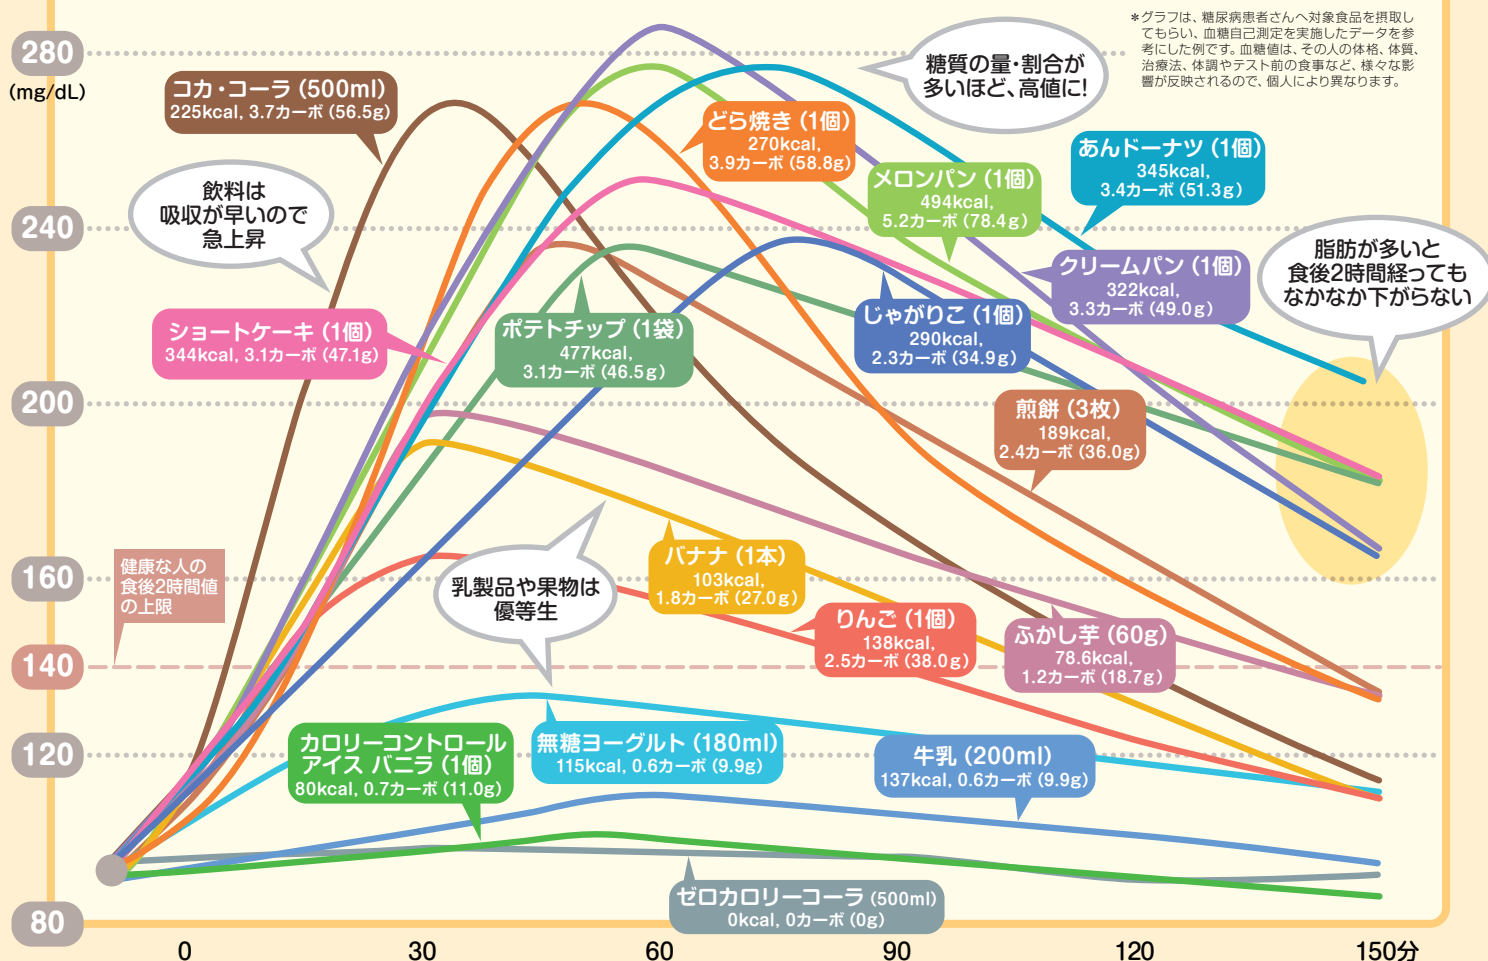 280
(mg/dL)
240
200
160
140
120
80
0
30
60
90
120
150分
＊グラフは、糖尿病患者さんへ対象食品を摂取し
てもらい、血糖自己測定を実施したデータを参
考にした例です。血糖値は、その人の体格、体質、
治療法、体調やテスト前の食事など、様々な影
響が反映されるので、個人により異なります。
コカ・コーラ（500ml）
225kcal, 3.7カーボ（56.5g）
飲料は
吸収が早いので
急上昇
糖質の量・割合が
多いほど、高値に!
どら焼き（1個）
270kcal,
3.9カーボ（58.8g）
メロンパン（1個）
494kcal,
5.2カーボ（78.4g）
あんドーナツ（1個）
345kcal,
3.4カーボ（51.3g）
クリームパン（1個）
322kcal,
3.3カーボ（49.0g）
脂肪が多いと
食後2時間経っても
なかなか下がらない
ショートケーキ（1個）
344kcal, 3.1カーボ（47.1g）
ポテトチップ（1袋）
477kcal,
3.1カーボ（46.5g）
じゃがりこ（1個）
290kcal,
2.3カーボ（34.9g）
煎餅（3枚）
189kcal,
2.4カーボ（36.0g）
健康な人の
食後2時間値
の上限
乳製品や果物は
優等生
バナナ（1本）
103kcal,
1.8カーボ（27.0g）
りんご（1個）
138kcal,
2.5カーボ（38.0g）
ふかし芋（60g）
78.6kcal,
1.2カーボ（18.7g）
カロリーコントロール
アイス バニラ（1個）
80kcal, 0.7カーボ（11.0g）
無糖ヨーグルト（180ml）
115kcal, 0.6カーボ（9.9g）
牛乳（200ml）
137kcal, 0.6カーボ（9.9g）
ゼロカロリーコーラ（500ml）
0kcal, 0カーボ（0g）